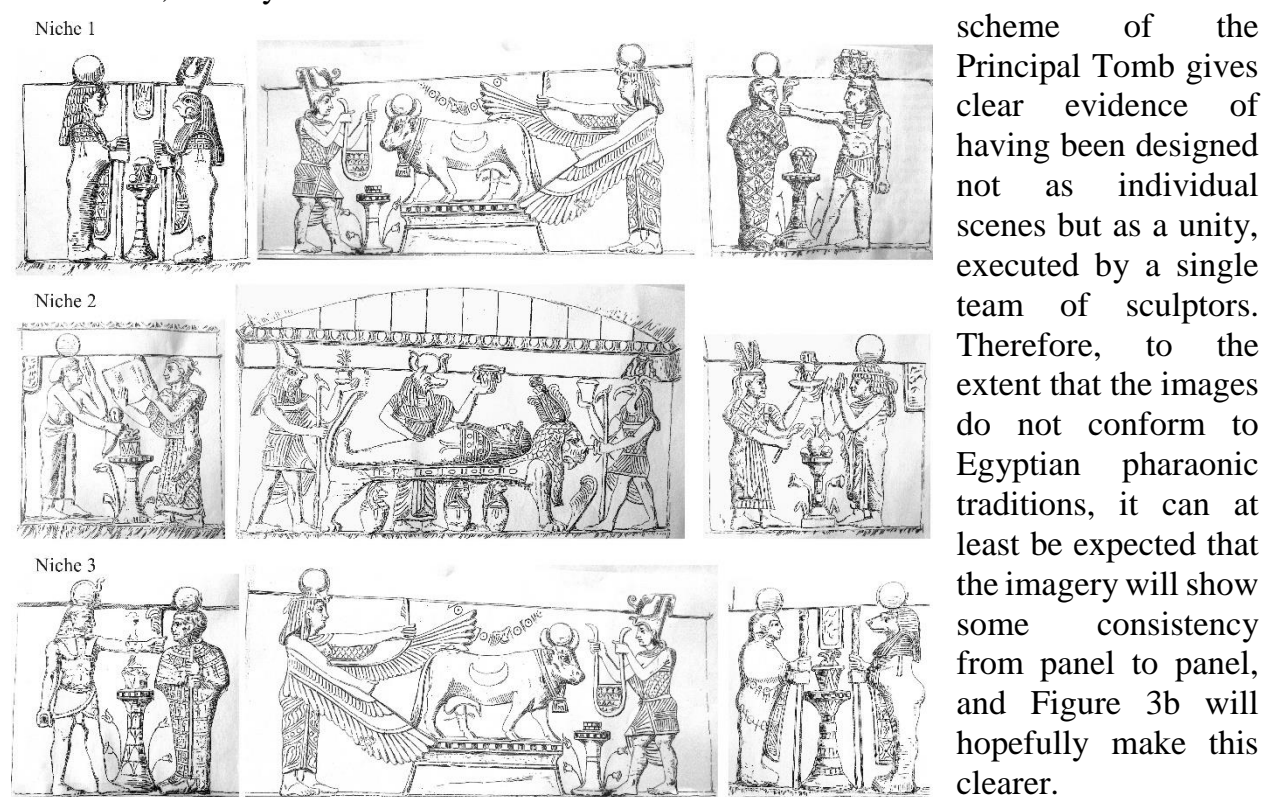 Niche 1
Niche 2
Niche 3
scheme of the
Principal Tomb gives
clear evidence of
having been designed
not as individual
scenes but as a unity,
executed by a single
team of sculptors.
Therefore, to the
extent that the images
do not conform to
Egyptian pharaonic
traditions, it can at
least be expected that
the imagery will show
some consistency
from panel to panel,
and Figure 3b will
hopefully make this
clearer.